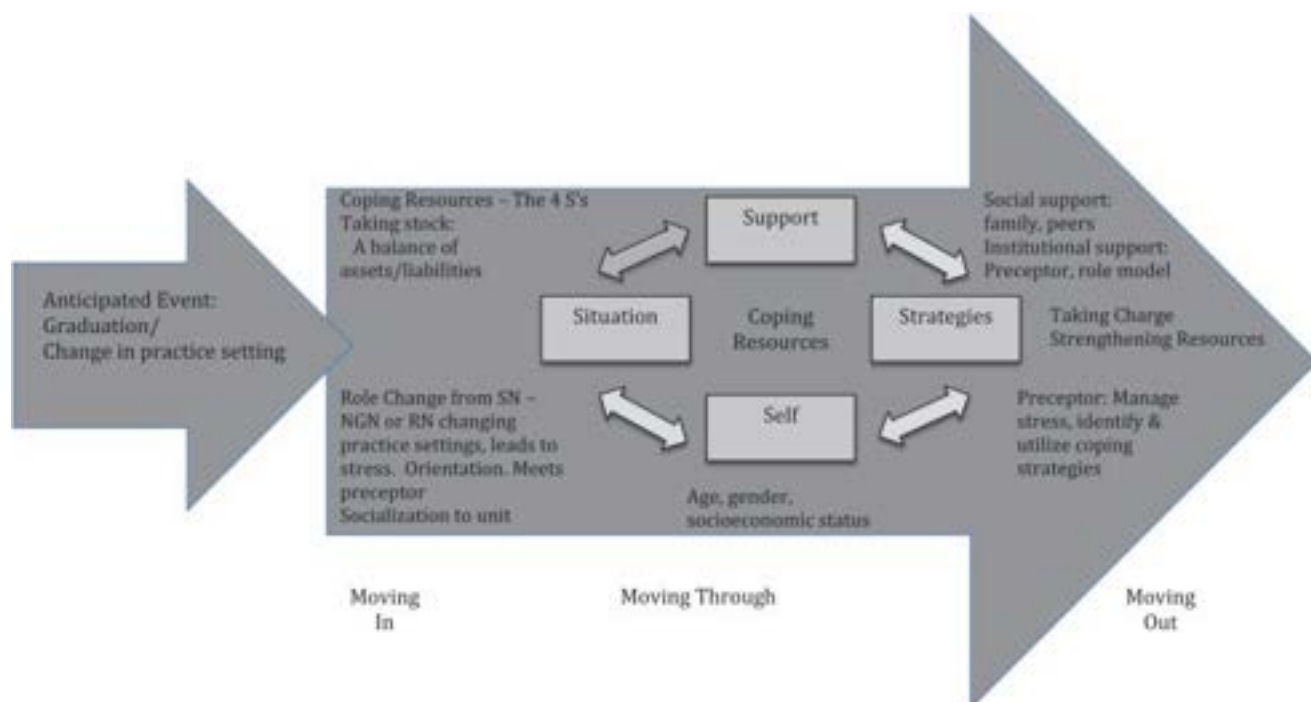 Anticipated Event:
Graduation/
Change in practice setting
Coping Resources – The 4 S's
Taking stock:
A balance of
assets/liabilities
Role Change from SN –
NGN or RN changing
practice settings, leads to
stress. Orientation. Meets
preceptor
Socialization to unit
Support
Situation
Coping
Resources
Strategies
Self
Age, gender,
socioeconomic status
Social support:
family, peers
Institutional support:
Preceptor, role model
Taking Charge
Strengthening Resources
Preceptor: Manage
stress, identify &
utilize coping
strategies
Moving
In
Moving Through
Moving
Out